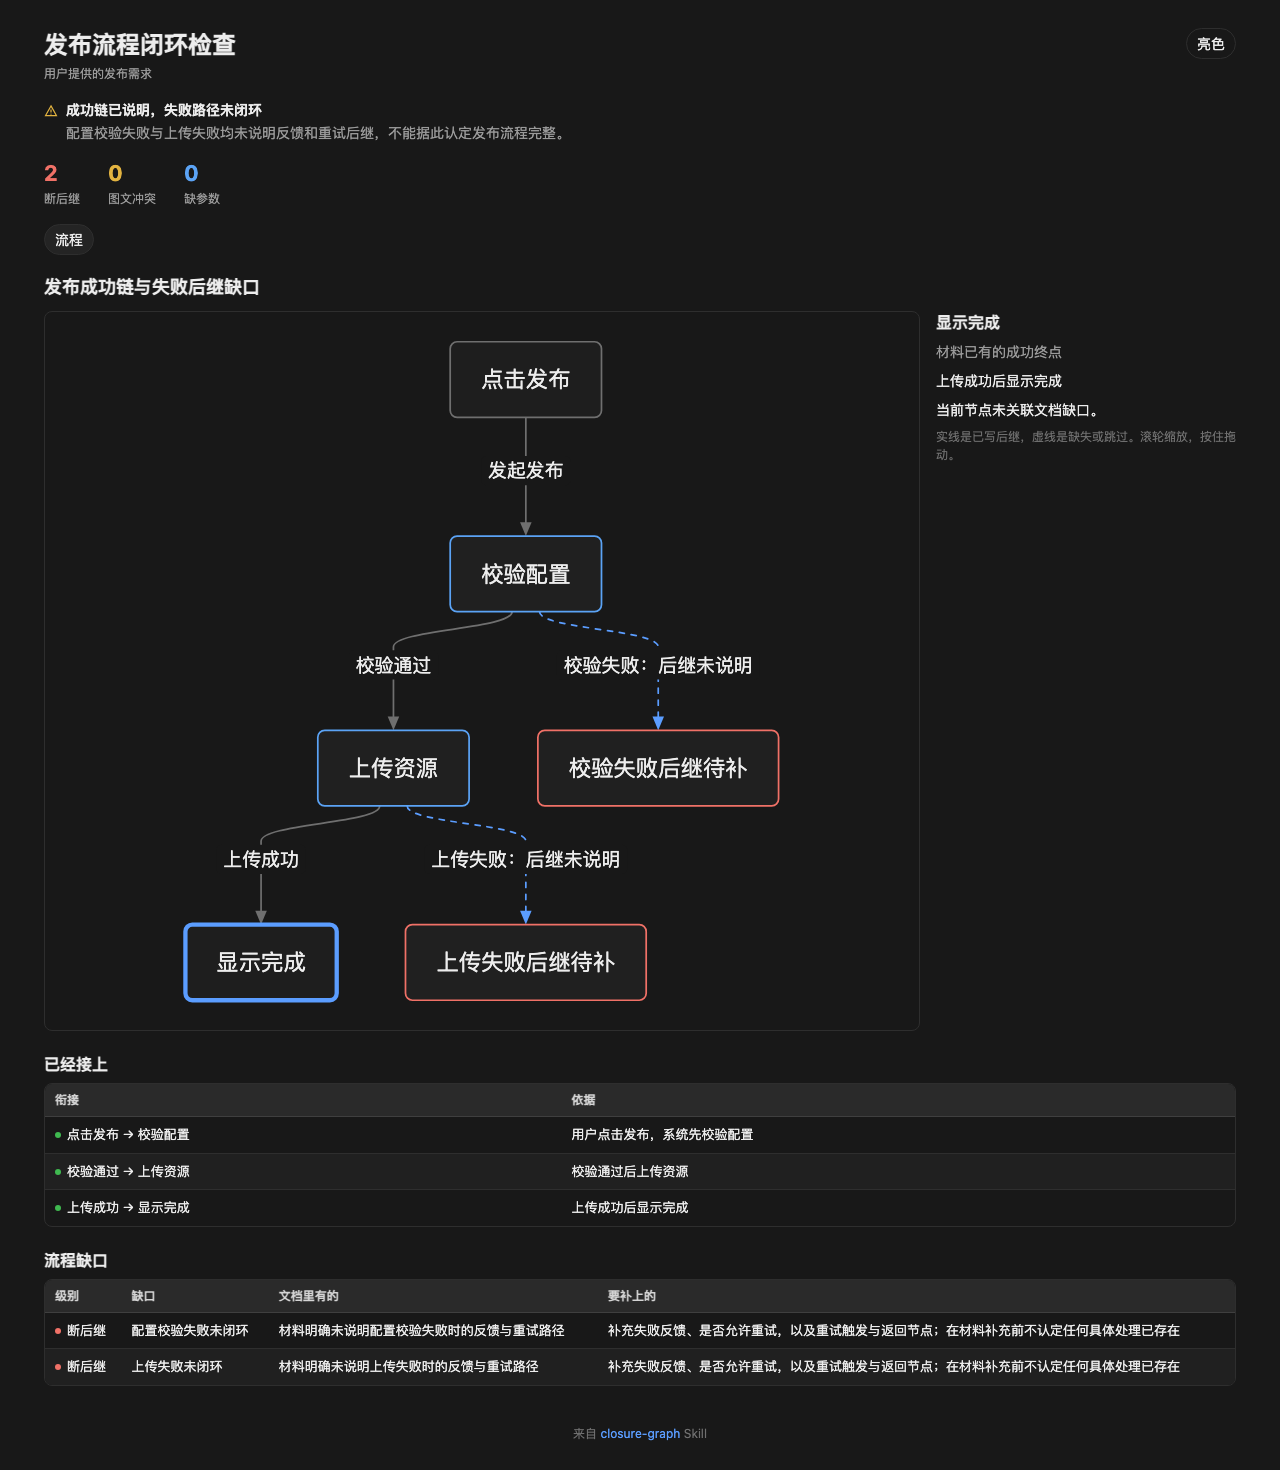 发布流程闭环检查
亮色
用户提供的发布需求
成功链已说明，失败路径未闭环
配置校验失败与上传失败均未说明反馈和重试后继，不能据此认定发布流程完整。
2
0
0
断后继
图文冲突
缺参数
流程
发布成功链与失败后继缺口
点击发布
发起发布
校验配置
校验通过
校验失败：后继未说明
上传资源
校验失败后继待补
上传成功
上传失败：后继未说明
显示完成
上传失败后继待补
显示完成
材料已有的成功终点
上传成功后显示完成
当前节点未关联文档缺口。
实线是已写后继，虚线是缺失或跳过。滚轮缩放，按住拖
动。
已经接上
衔接 依据
点击发布 → 校验配置 用户点击发布，系统先校验配置
校验通过 → 上传资源 校验通过后上传资源
上传成功 → 显示完成 上传成功后显示完成
流程缺口
级别 缺口 文档里有的 要补上的
断后继 配置校验失败未闭环 材料明确未说明配置校验失败时的反馈与重试路径 补充失败反馈、是否允许重试，以及重试触发与返回节点；在材料补充前不认定任何具体处理已存在
断后继 上传失败未闭环 材料明确未说明上传失败时的反馈与重试路径 补充失败反馈、是否允许重试，以及重试触发与返回节点；在材料补充前不认定任何具体处理已存在
来自 closure-graph Skill